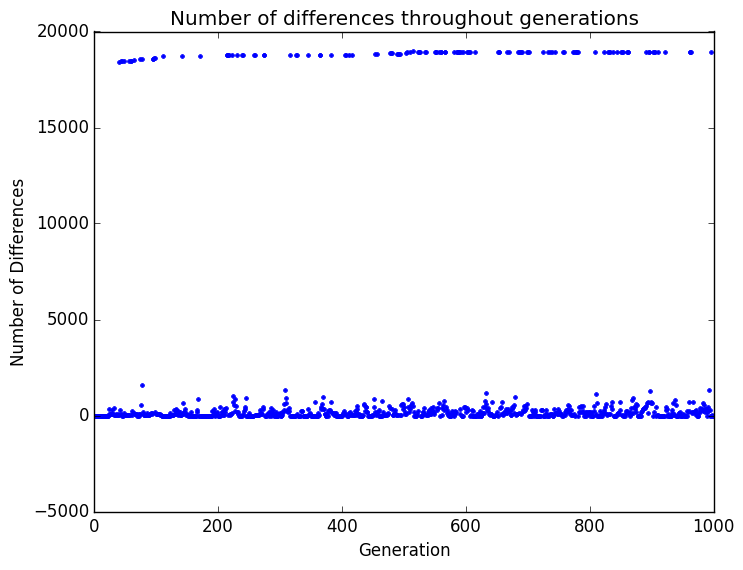 Number of differences throughout generations
20000
15000
10000
5000
0
−5000
Number of Differences
0 200 400 600 800 1000
Generation